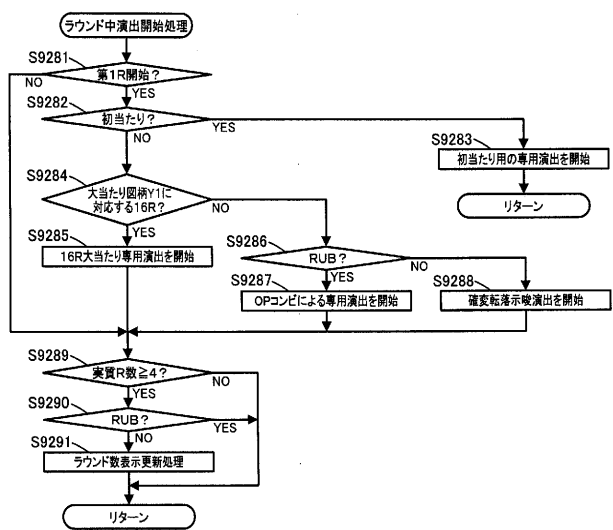 ラウンド中演出開始処理
S9281
第1R開始？
NO
YES
S9282
初当たり？
YES
NO
S9283
初当たり用の専用演出を開始
リターン
S9284
大当たり図柄Y1に
対応する16R？
NO
YES
S9285
16R大当たり専用演出を開始
S9286
RUB？
NO
YES
S9287
OPコンビによる専用演出を開始
S9288
確変転落示唆演出を開始
S9289
実質R数≧4？
NO
YES
S9290
RUB？
YES
NO
S9291
ラウンド数表示更新処理
リターン